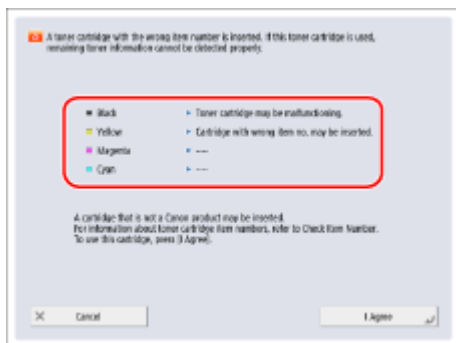 A toner cartridge with the wrong item number is inserted. If this toner cartridge is used,
remaining toner information cannot be detected properly.
Black ▸ Toner cartridge may be malfunctioning.
Yellow ▸ Cartridge with wrong item no. may be inserted.
Magenta ▸ ----
Cyan ▸ ----
A cartridge that is not a Canon product may be inserted.
For information about toner cartridge item numbers, refer to Check Item Number.
To use this cartridge, press [I Agree].
× Cancel I Agree